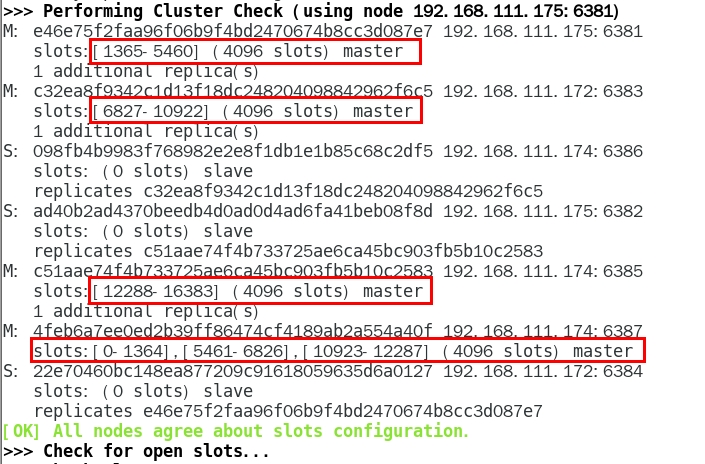 >>> Performing Cluster Check (using node 192.168.111.175:6381)
M: e46e75f2faa96f06b9f4bd2470674b8cc3d087e7 192.168.111.175:6381
slots:[1365-5460] (4096 slots) master
1 additional replica(s)
M: c32ea8f9342c1d13f18dc248204098842962f6c5 192.168.111.172:6383
slots:[6827-10922] (4096 slots) master
1 additional replica(s)
S: 098fb4b9983f768982e2e8f1db1e1b85c68c2df5 192.168.111.174:6386
slots: (0 slots) slave
replicates c32ea8f9342c1d13f18dc248204098842962f6c5
S: ad40b2ad4370beedb4d0ad0d4ad6fa41beb08f8d 192.168.111.175:6382
slots: (0 slots) slave
replicates c51aae74f4b733725ae6ca45bc903fb5b10c2583
M: c51aae74f4b733725ae6ca45bc903fb5b10c2583 192.168.111.174:6385
slots:[12288-16383] (4096 slots) master
1 additional replica(s)
M: 4feb6a7ee0ed2b39ff86474cf4189ab2a554a40f 192.168.111.174:6387
slots:[0-1364],[5461-6826],[10923-12287] (4096 slots) master
S: 22e70460bc148ea877209c91618059635d6a0127 192.168.111.172:6384
slots: (0 slots) slave
replicates e46e75f2faa96f06b9f4bd2470674b8cc3d087e7
[OK] All nodes agree about slots configuration.
>>> Check for open slots...